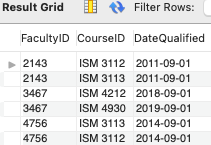 Result Grid Filter Rows:
FacultyID CourseID DateQualified
2143 ISM 3112 2011-09-01
2143 ISM 3113 2011-09-01
3467 ISM 4212 2018-09-01
3467 ISM 4930 2019-09-01
4756 ISM 3113 2014-09-01
4756 ISM 3112 2014-09-01